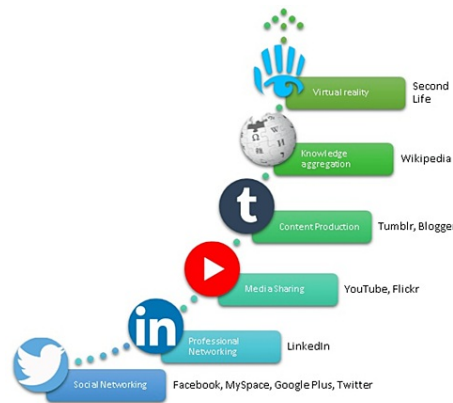 Virtual reality
Second
Life
Knowledge
aggregation
Wikipedia
t
Content Production
Tumblr, Blogger
Media Sharing
YouTube, Flickr
in
Professional
Networking
LinkedIn
Social Networking
Facebook, MySpace, Google Plus, Twitter